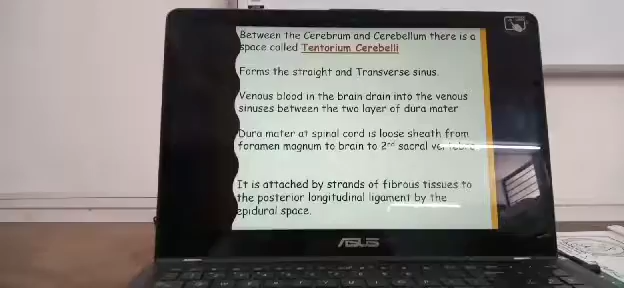 Between the Cerebrum and Cerebellum there is a
space called Tentorium Cerebelli
Forms the straight and Transverse sinus.
Venous blood in the brain drain into the venous
sinuses between the two layer of dura mater
Dura mater at spinal cord is loose sheath from
foramen magnum to brain to 2nd sacral vertebra
It is attached by strands of fibrous tissues to
the posterior longitudinal ligament by the
epidural space.
ASUS